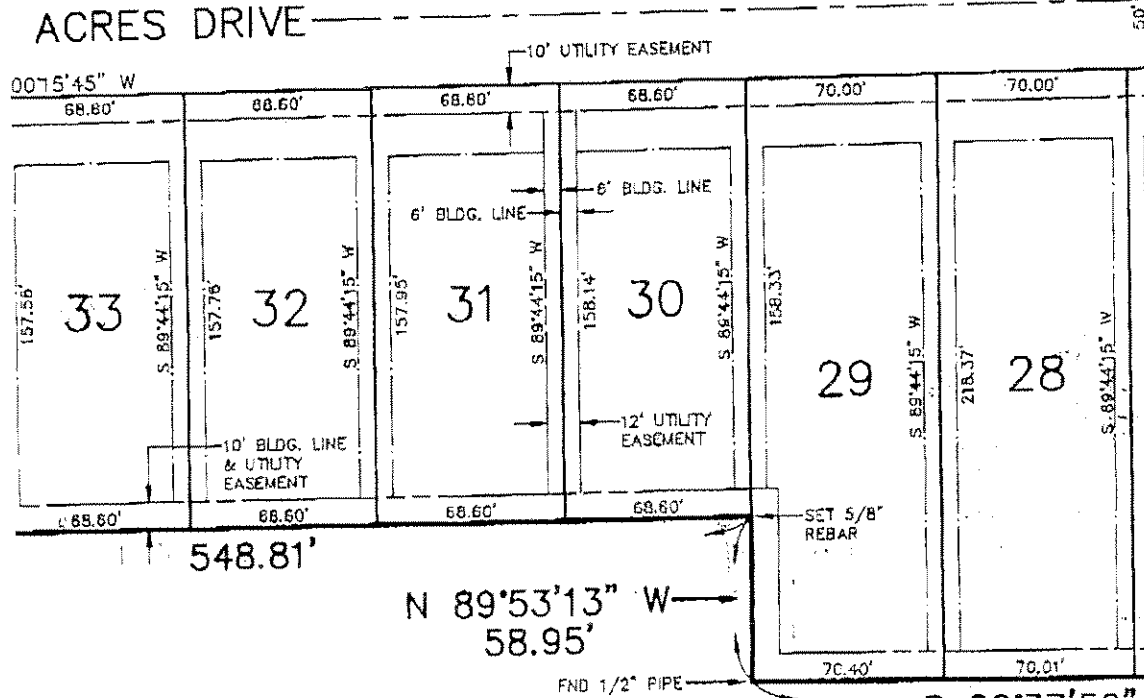 ACRES DRIVE
50'
10' UTILITY EASEMENT
00°15'45" W
68.60'
68.60'
68.60'
68.60'
70.00'
70.00'
6' BLDG. LINE
6' BLDG. LINE
157.58'
33
S 89°44'15" W
157.76'
32
S 89°44'15" W
157.95'
31
S 89°44'15" W
158.14'
30
S 89°44'15" W
158.33'
29
S 89°44'15" W
218.37'
28
S 89°44'15" W
10' BLDG. LINE
& UTILITY
EASEMENT
12' UTILITY
EASEMENT
68.60'
68.60'
68.60'
68.60'
SET 5/8"
REBAR
548.81'
N 89°53'13" W
58.95'
70.40'
70.01'
FND 1/2" PIPE